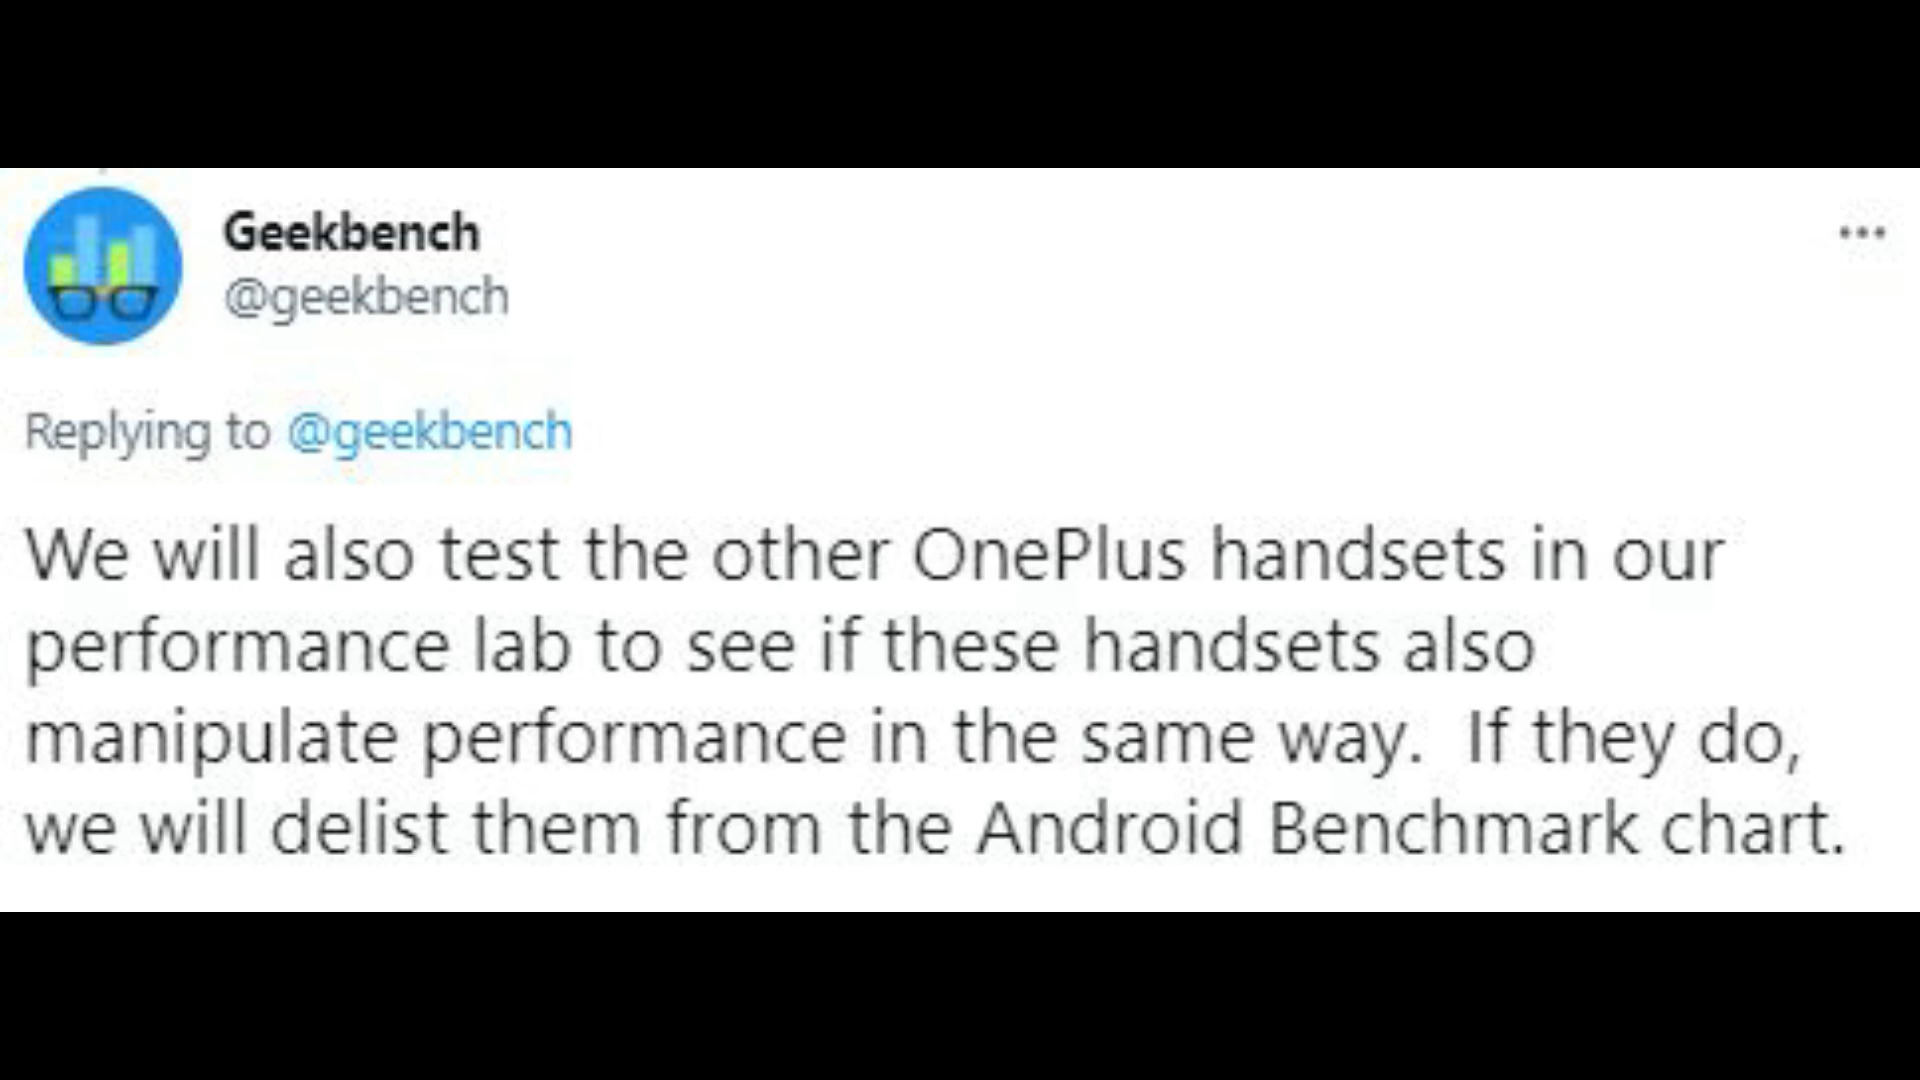 Geekbench
@geekbench
Replying to @geekbench
We will also test the other OnePlus handsets in our
performance lab to see if these handsets also
manipulate performance in the same way.  If they do,
we will delist them from the Android Benchmark chart.